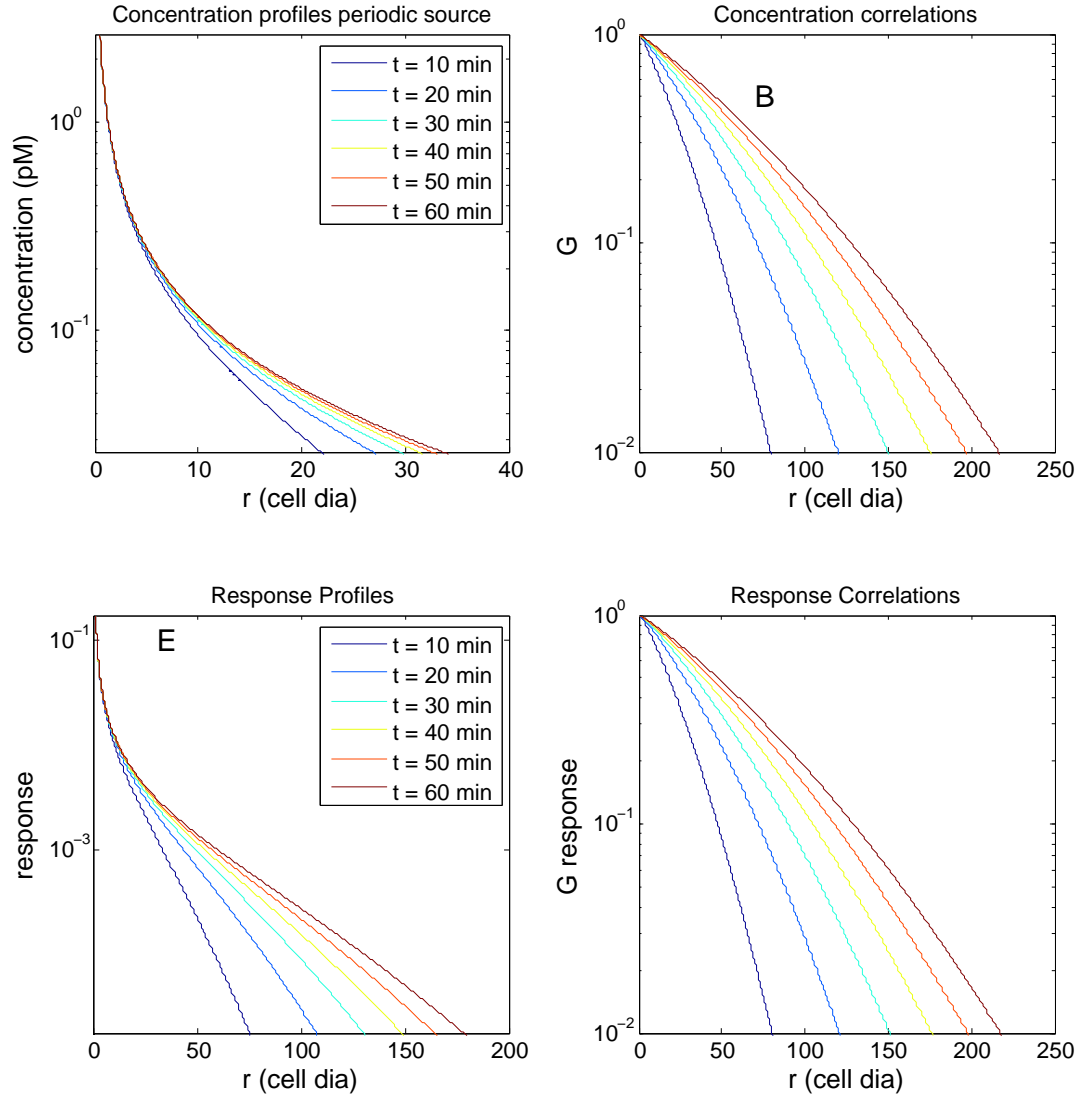 Concentration profiles periodic source
concentration (pM)
10^0
10^-1
t = 10 min
t = 20 min
t = 30 min
t = 40 min
t = 50 min
t = 60 min
0 10 20 30 40
r (cell dia)
Concentration correlations
B
G
10^0
10^-1
10^-2
0 50 100 150 200 250
r (cell dia)
Response Profiles
E
response
10^-1
10^-3
t = 10 min
t = 20 min
t = 30 min
t = 40 min
t = 50 min
t = 60 min
0 50 100 150 200
r (cell dia)
Response Correlations
G response
10^0
10^-1
10^-2
0 50 100 150 200 250
r (cell dia)